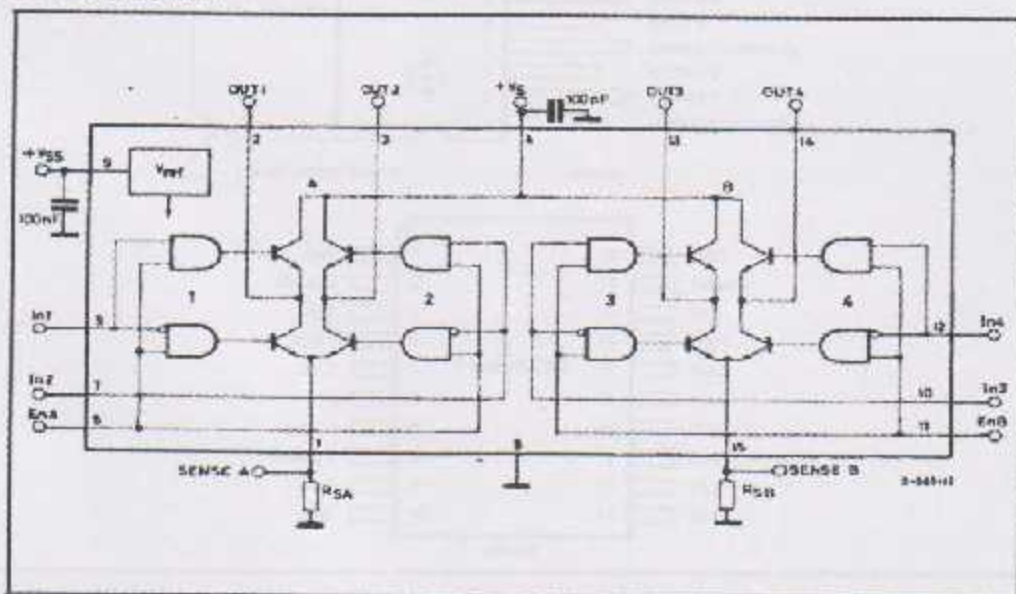 OUT1
OUT2
+VS
100nF
OUT3
OUT4
2
3
4
13
14
+VSS
9
Vref
100nF
A
B
1
2
3
4
In1
5
12
In4
In2
7
10
In3
EnA
6
11
EnB
1
8
15
SENSE A
RSA
RSB
SENSE B